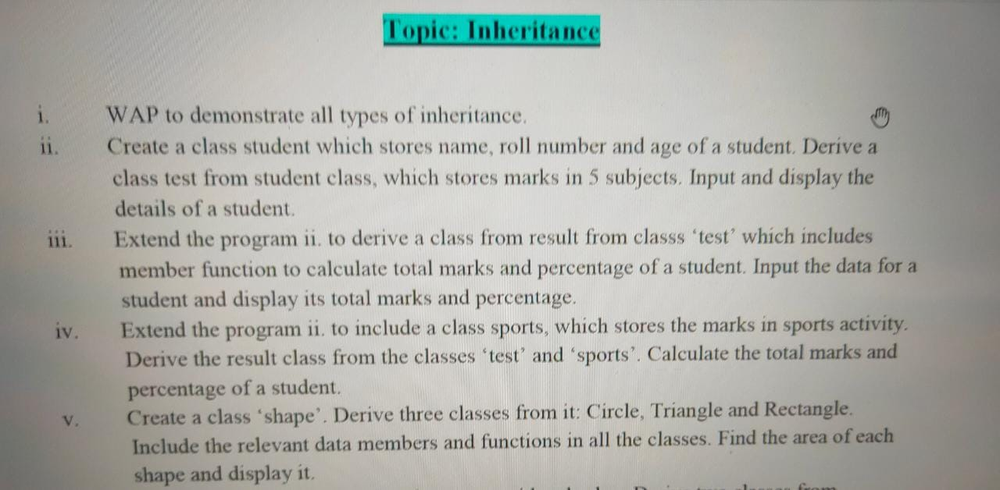 Topic: Inheritance
i. WAP to demonstrate all types of inheritance.
ii. Create a class student which stores name, roll number and age of a student. Derive a
class test from student class, which stores marks in 5 subjects. Input and display the
details of a student.
iii. Extend the program ii. to derive a class from result from classs ‘test’ which includes
member function to calculate total marks and percentage of a student. Input the data for a
student and display its total marks and percentage.
iv. Extend the program ii. to include a class sports, which stores the marks in sports activity.
Derive the result class from the classes ‘test’ and ‘sports’. Calculate the total marks and
percentage of a student.
v. Create a class ‘shape’. Derive three classes from it: Circle, Triangle and Rectangle.
Include the relevant data members and functions in all the classes. Find the area of each
shape and display it.